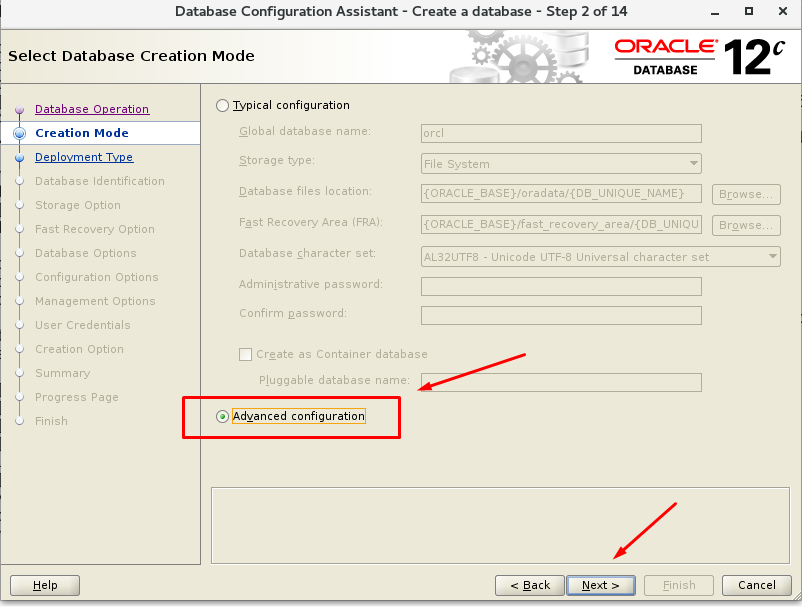 Database Configuration Assistant - Create a database - Step 2 of 14
Select Database Creation Mode
ORACLE®
DATABASE
12c
Database Operation
Creation Mode
Deployment Type
Database Identification
Storage Option
Fast Recovery Option
Database Options
Configuration Options
Management Options
User Credentials
Creation Option
Summary
Progress Page
Finish
Typical configuration
Global database name: orcl
Storage type: File System
Database files location: {ORACLE_BASE}/oradata/{DB_UNIQUE_NAME} Browse...
Fast Recovery Area (FRA): {ORACLE_BASE}/fast_recovery_area/{DB_UNIQU Browse...
Database character set: AL32UTF8 - Unicode UTF-8 Universal character set
Administrative password:
Confirm password:
Create as Container database
Pluggable database name:
Advanced configuration
Help < Back Next > Finish Cancel